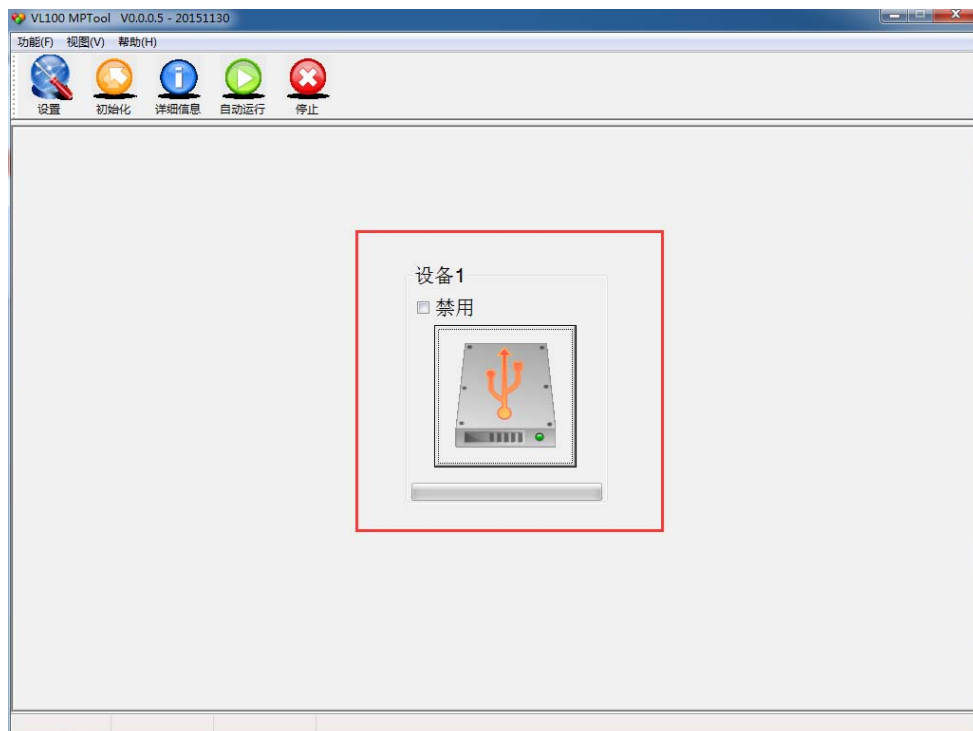 VL100 MPTool V0.0.0.5 - 20151130
功能(F) 视图(V) 帮助(H)
设置 初始化 详细信息 自动运行 停止
设备1
禁用